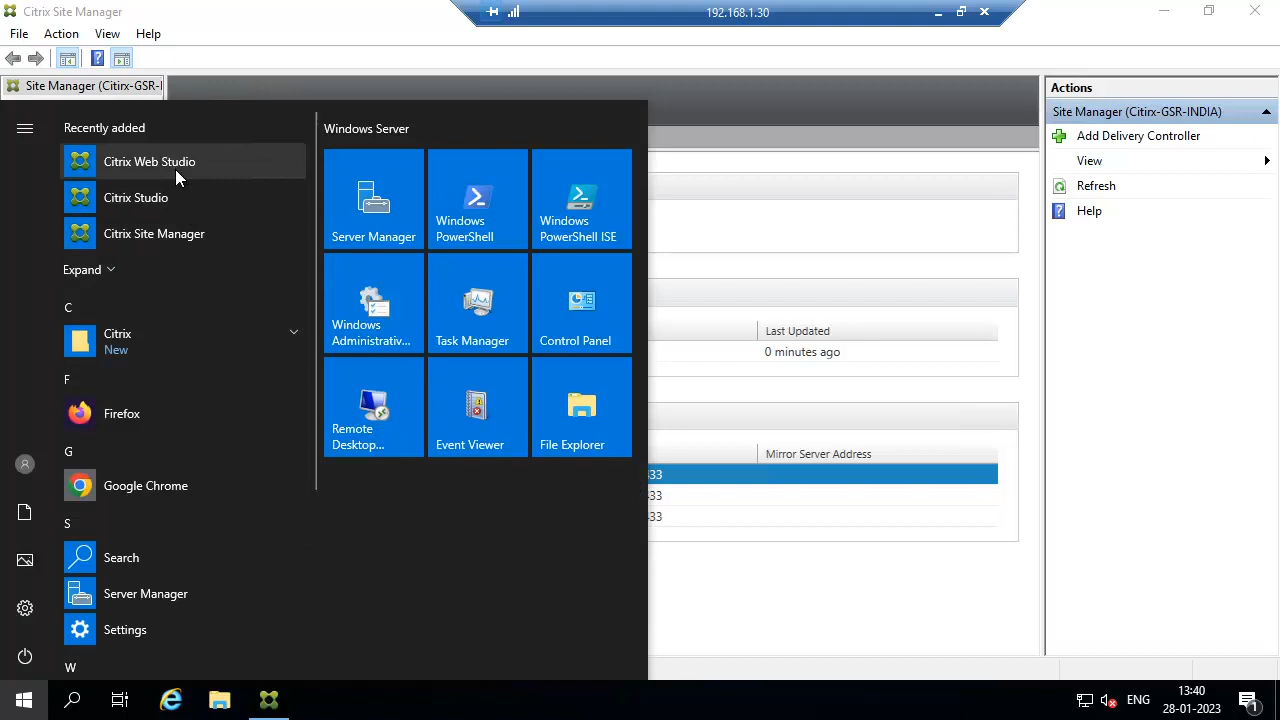 Citrix Site Manager
192.168.1.30
File Action View Help
Site Manager (Citirx-GSR-I
Actions
Site Manager (Citirx-GSR-INDIA)
Add Delivery Controller
View
Refresh
Help
Recently added
Citrix Web Studio
Citrix Studio
Citrix Site Manager
Expand
C
Citrix
New
F
Firefox
G
Google Chrome
S
Search
Server Manager
Settings
W
Windows Server
Server Manager
Windows
PowerShell
Windows
PowerShell ISE
Windows
Administrativ...
Task Manager
Control Panel
Remote
Desktop...
Event Viewer
File Explorer
Last Updated
0 minutes ago
Mirror Server Address
33
33
33
ENG
13:40
28-01-2023
1